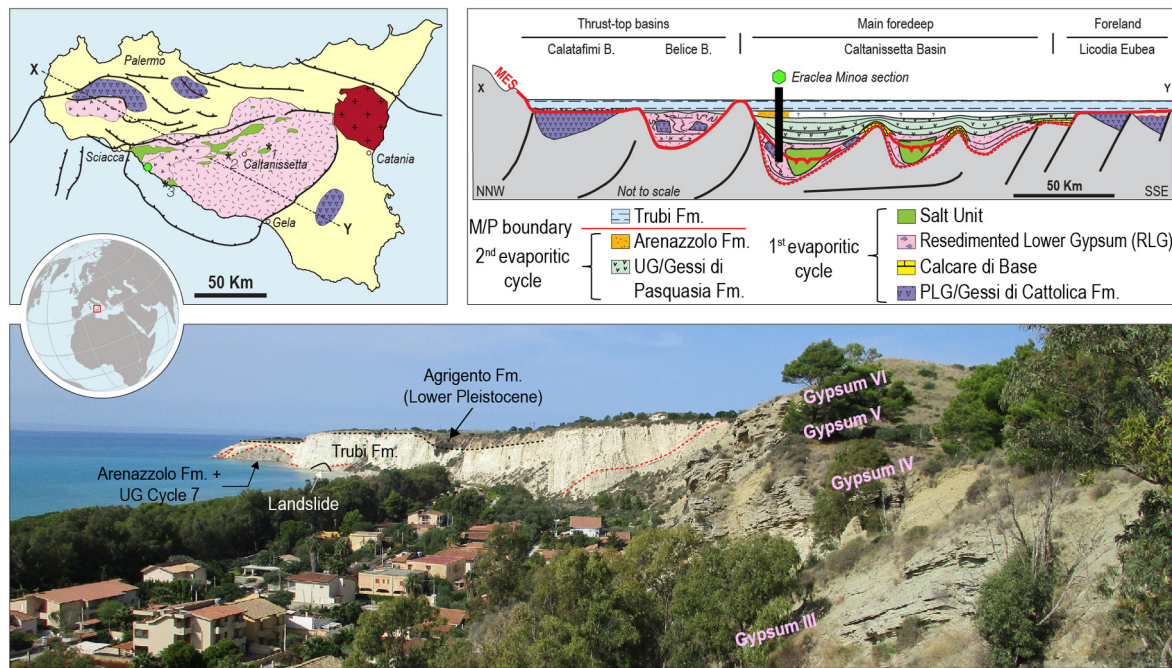 Palermo
X
Sciacca
2
Caltanissetta
Catania
3
Gela
Y
50 Km
Thrust-top basins
Main foredeep
Foreland
Calatafimi B.
Belice B.
Caltanissetta Basin
Licodia Eubea
Eraclea Minoa section
X
MES
Y
? ?
NNW
Not to scale
50 Km
SSE
M/P boundary
Trubi Fm.
2nd evaporitic
cycle
Arenazzolo Fm.
UG/Gessi di
Pasquasia Fm.
1st evaporitic
cycle
Salt Unit
Resedimented Lower Gypsum (RLG)
Calcare di Base
PLG/Gessi di Cattolica Fm.
Agrigento Fm.
(Lower Pleistocene)
Trubi Fm.
Arenazzolo Fm. +
UG Cycle 7
Landslide
Gypsum VI
Gypsum V
Gypsum IV
Gypsum III